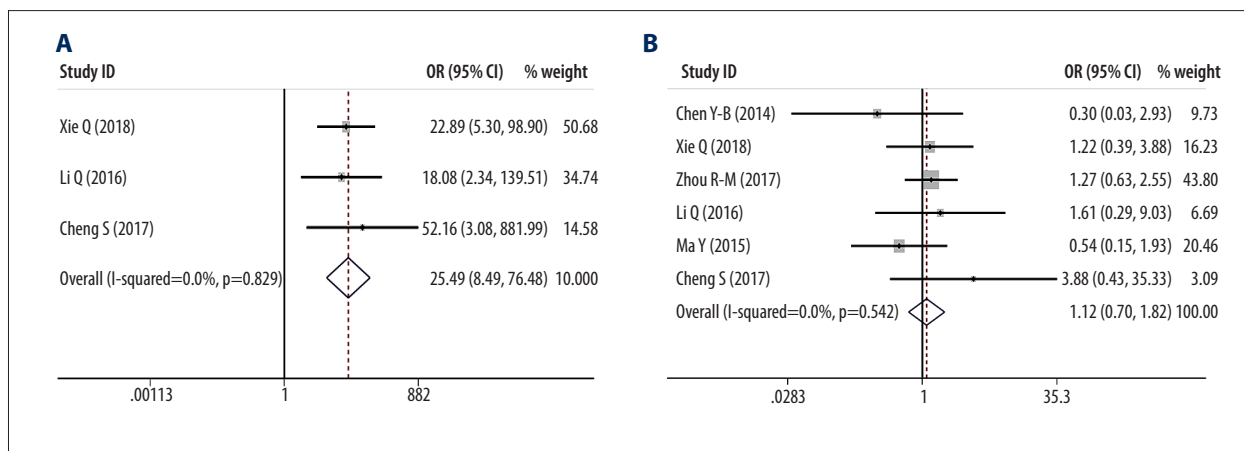 A
Study ID OR (95% CI) % weight
Xie Q (2018) 22.89 (5.30, 98.90) 50.68
Li Q (2016) 18.08 (2.34, 139.51) 34.74
Cheng S (2017) 52.16 (3.08, 881.99) 14.58
Overall (I-squared=0.0%, p=0.829) 25.49 (8.49, 76.48) 10.000
.00113 1 882
B
Study ID OR (95% CI) % weight
Chen Y-B (2014) 0.30 (0.03, 2.93) 9.73
Xie Q (2018) 1.22 (0.39, 3.88) 16.23
Zhou R-M (2017) 1.27 (0.63, 2.55) 43.80
Li Q (2016) 1.61 (0.29, 9.03) 6.69
Ma Y (2015) 0.54 (0.15, 1.93) 20.46
Cheng S (2017) 3.88 (0.43, 35.33) 3.09
Overall (I-squared=0.0%, p=0.542) 1.12 (0.70, 1.82) 100.00
.0283 1 35.3